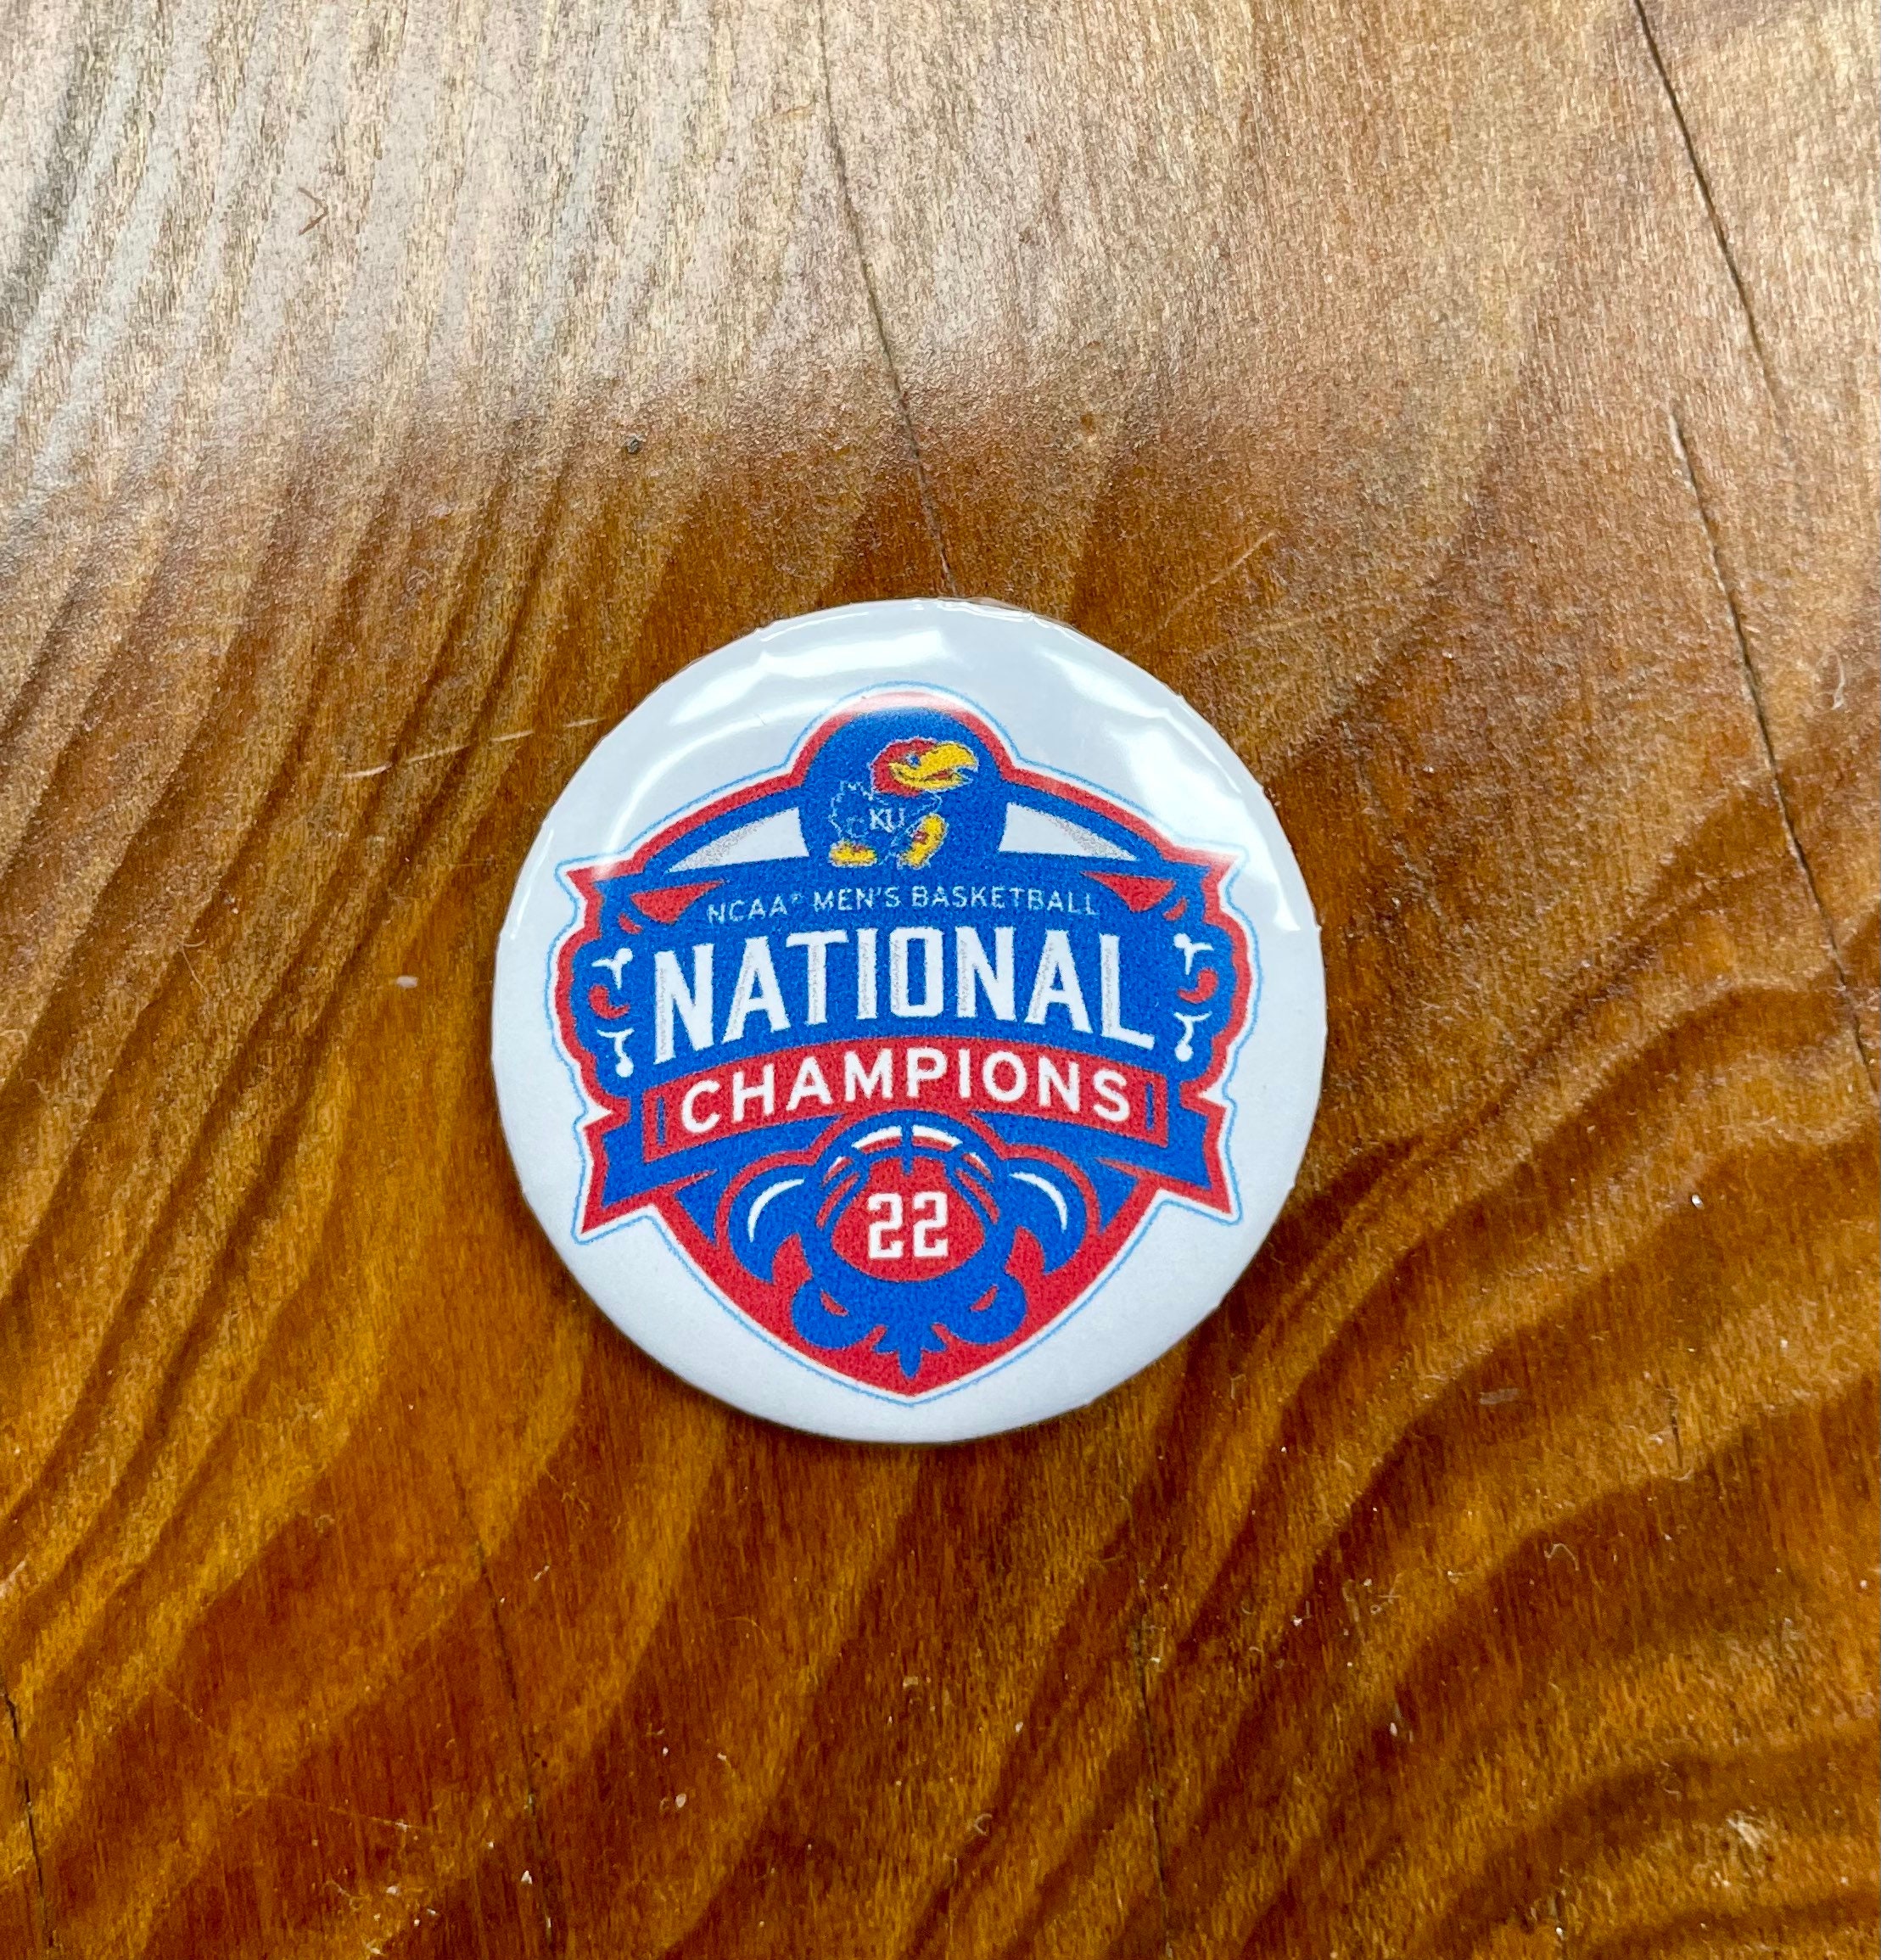 KU
NCAA® MEN'S BASKETBALL
NATIONAL
CHAMPIONS
22